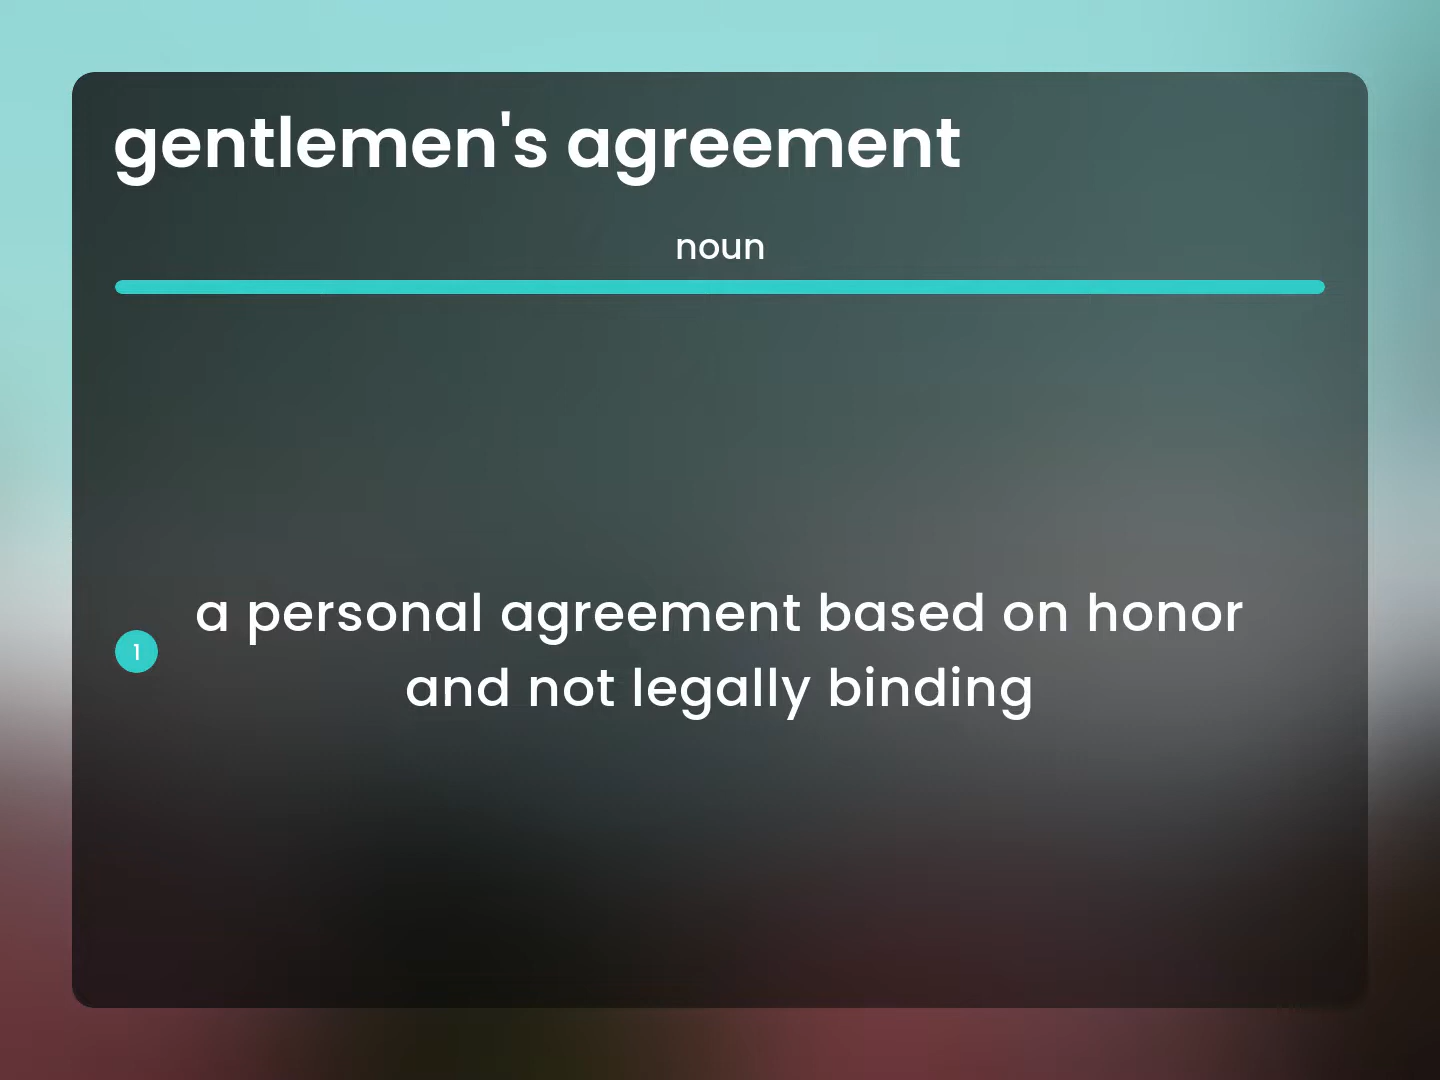 gentlemen's agreement
noun
1
a personal agreement based on honor
and not legally binding